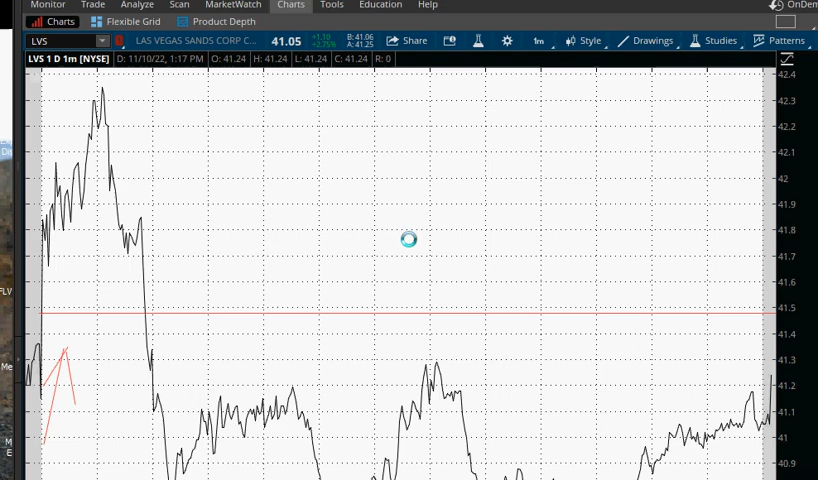 Monitor Trade Analyze Scan MarketWatch Charts Tools Education Help OnDem
Charts Flexible Grid Product Depth
LVS LAS VEGAS SANDS CORP C... 41.05 +1.10 +2.75% B: 41.06 A: 41.25 Share 1m Style Drawings Studies Patterns
LVS 1 D 1m [NYSE] D: 11/10/22, 1:17 PM O: 41.24 H: 41.24 L: 41.24 C: 41.24 R: 0
42.4
42.3
42.2
42.1
42
41.9
41.8
41.7
41.6
41.5
41.4
41.3
41.2
41.1
41
40.9
FLV
Me
M
E